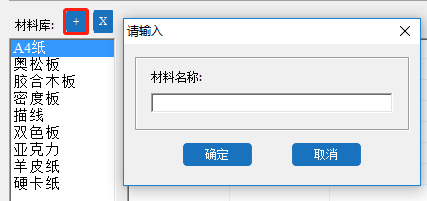 材料库: + X
A4纸
奥松板
胶合木板
密度板
描线
双色板
亚克力
羊皮纸
硬卡纸
请输入
材料名称:
确定 取消